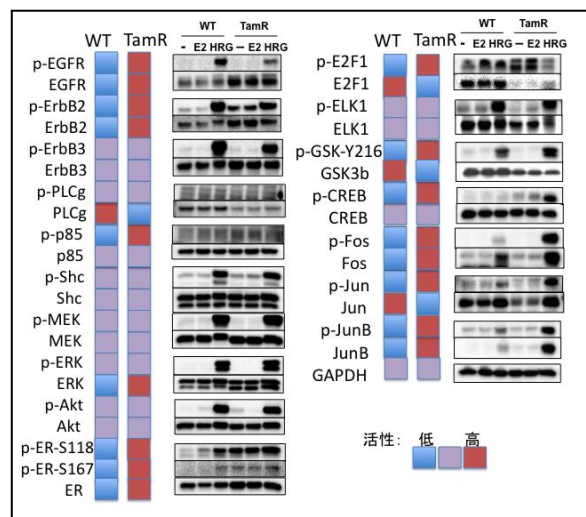 WT TamR
WT TamR
- E2 HRG – E2 HRG
p-EGFR
EGFR
p-ErbB2
ErbB2
p-ErbB3
ErbB3
p-PLCg
PLCg
p-p85
p85
p-Shc
Shc
p-MEK
MEK
p-ERK
ERK
p-Akt
Akt
p-ER-S118
p-ER-S167
ER
WT TamR
WT TamR
- E2 HRG – E2 HRG
p-E2F1
E2F1
p-ELK1
ELK1
p-GSK-Y216
GSK3b
p-CREB
CREB
p-Fos
Fos
p-Jun
Jun
p-JunB
JunB
GAPDH
活性： 低 高